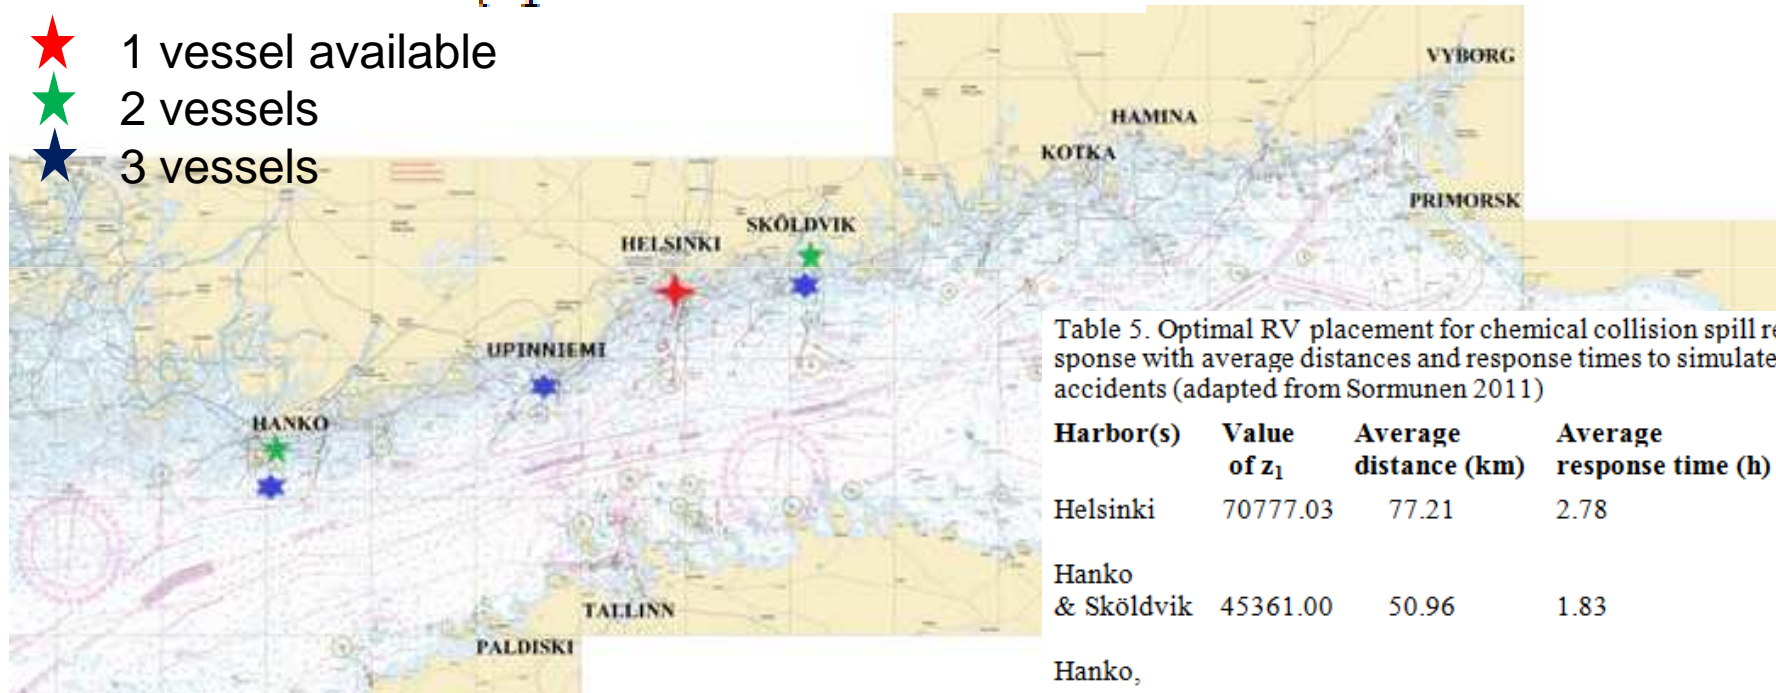 1 vessel available
2 vessels
3 vessels
VYBORG
HAMINA
KOTKA
PRIMORSK
SKÖLDVIK
HELSINKI
UPINNIEMI
HANKO
TALLINN
PALDISKI
Table 5. Optimal RV placement for chemical collision spill re
sponse with average distances and response times to simulate
accidents (adapted from Sormunen 2011)
Harbor(s) Value of z₁ Average distance (km) Average response time (h)
Helsinki 70777.03 77.21 2.78
Hanko
& Sköldvik 45361.00 50.96 1.83
Hanko,